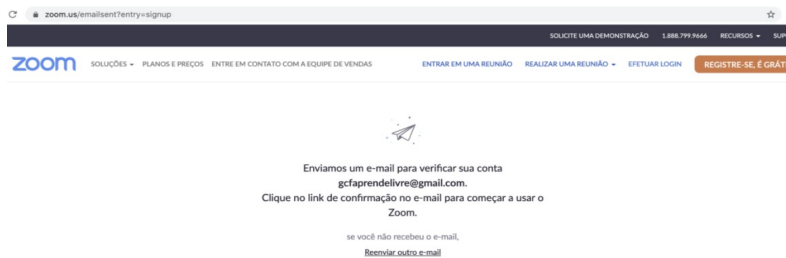 zoom.us/emailsent?entry=signup
SOLICITE UMA DEMONSTRAÇÃO 1.888.799.9666 RECURSOS SUP
zoom SOLUÇÕES PLANOS E PREÇOS ENTRE EM CONTATO COM A EQUIPE DE VENDAS ENTRAR EM UMA REUNIÃO REALIZAR UMA REUNIÃO EFETUAR LOGIN REGISTRE-SE, É GRÁT
Enviamos um e-mail para verificar sua conta
gcfaprendelivre@gmail.com.
Clique no link de confirmação no e-mail para começar a usar o
Zoom.
se você não recebeu o e-mail,
Reenviar outro e-mail